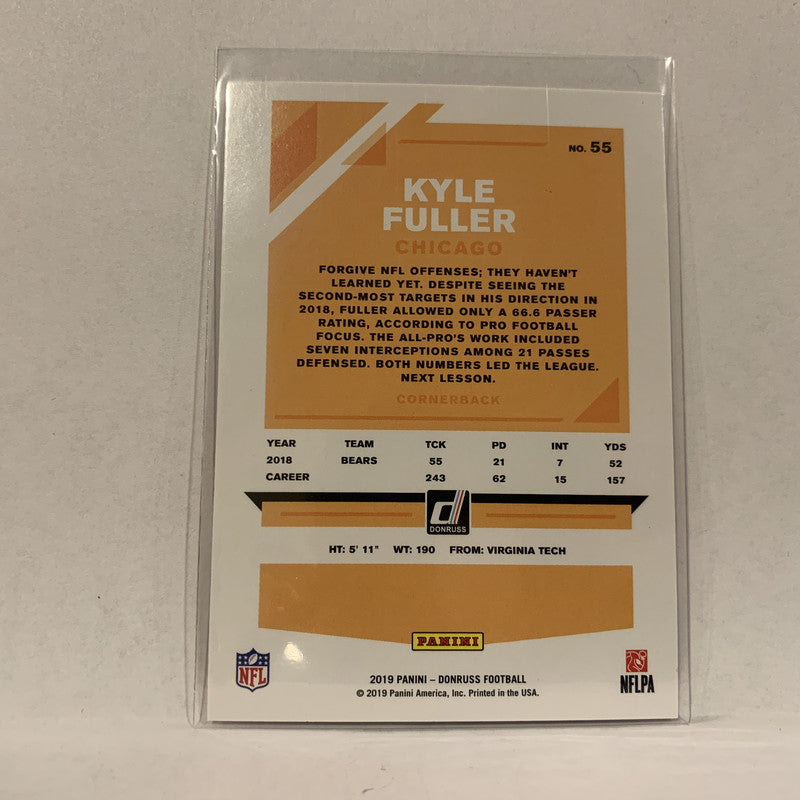 NO. 55
KYLE
FULLER
CHICAGO
FORGIVE NFL OFFENSES; THEY HAVEN'T
LEARNED YET. DESPITE SEEING THE
SECOND-MOST TARGETS IN HIS DIRECTION IN
2018, FULLER ALLOWED ONLY A 66.6 PASSER
RATING, ACCORDING TO PRO FOOTBALL
FOCUS. THE ALL-PRO'S WORK INCLUDED
SEVEN INTERCEPTIONS AMONG 21 PASSES
DEFENSED. BOTH NUMBERS LED THE LEAGUE.
NEXT LESSON.
CORNERBACK
YEAR TEAM TCK PD INT YDS
2018 BEARS 55 21 7 52
CAREER 243 62 15 157
d
DONRUSS
HT: 5' 11" WT: 190 FROM: VIRGINIA TECH
PANINI
NFL
2019 PANINI – DONRUSS FOOTBALL
© 2019 Panini America, Inc. Printed in the USA.
NFLPA